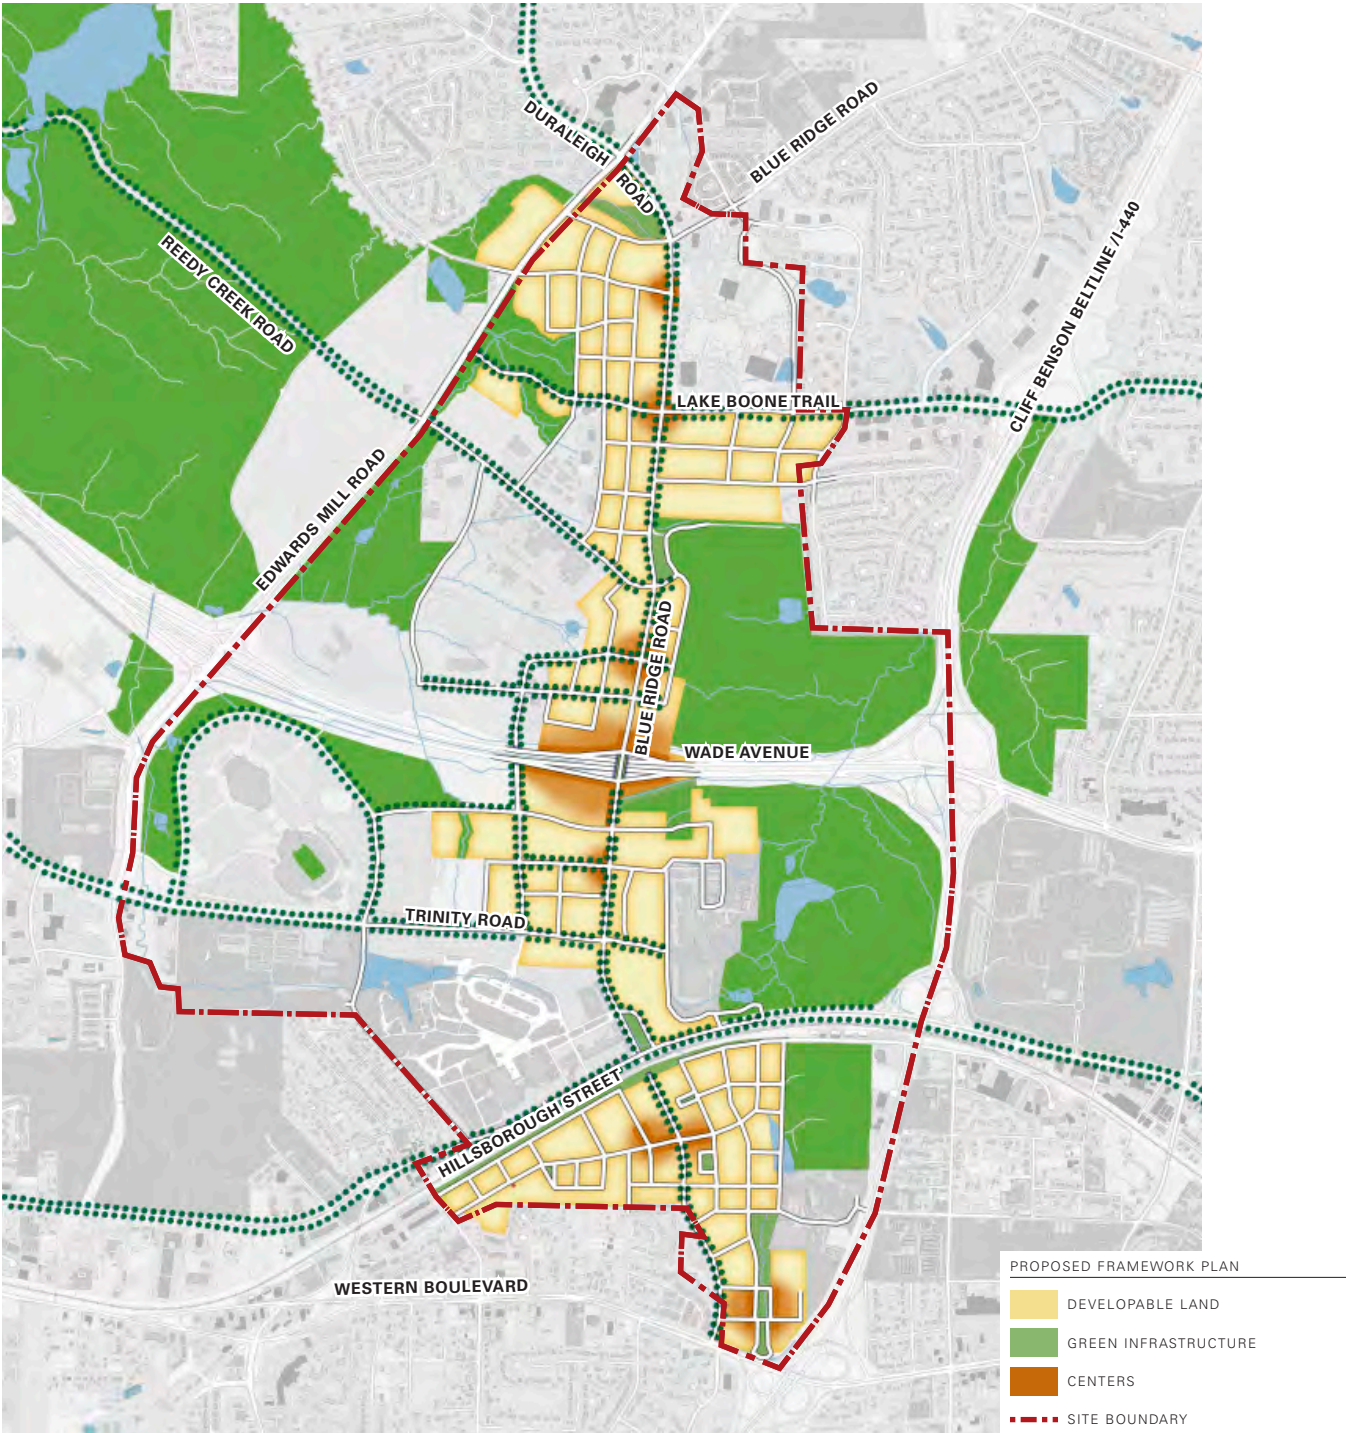 DURALEIGH
ROAD
BLUE RIDGE ROAD
REEDY CREEK ROAD
CLIFF BENSON BELTLINE /I-440
LAKE BOONE TRAIL
EDWARDS MILL ROAD
BLUE RIDGE ROAD
WADE AVENUE
TRINITY ROAD
HILLSBOROUGH STREET
WESTERN BOULEVARD
PROPOSED FRAMEWORK PLAN
DEVELOPABLE LAND
GREEN INFRASTRUCTURE
CENTERS
SITE BOUNDARY